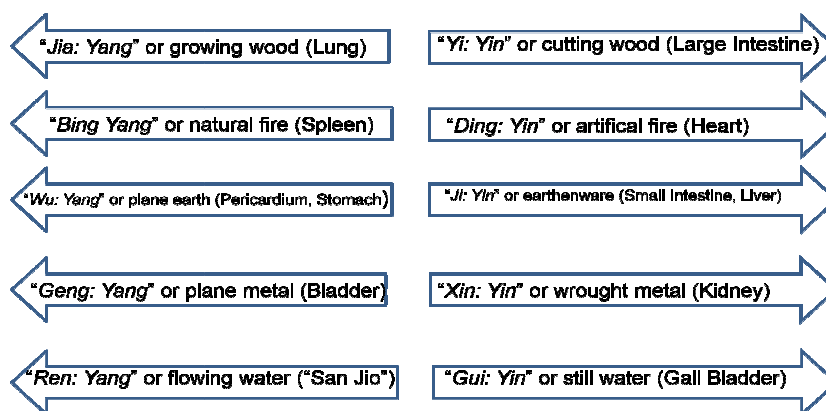 “Jia: Yang” or growing wood (Lung)
“Yi: Yin” or cutting wood (Large Intestine)
“Bing Yang” or natural fire (Spleen)
“Ding: Yin” or artifical fire (Heart)
“Wu: Yang” or plane earth (Pericardium, Stomach)
“Ji: Yin” or earthenware (Small Intestine, Liver)
“Geng: Yang” or plane metal (Bladder)
“Xin: Yin” or wrought metal (Kidney)
“Ren: Yang” or flowing water (“San Jio”)
“Gui: Yin” or still water (Gall Bladder)